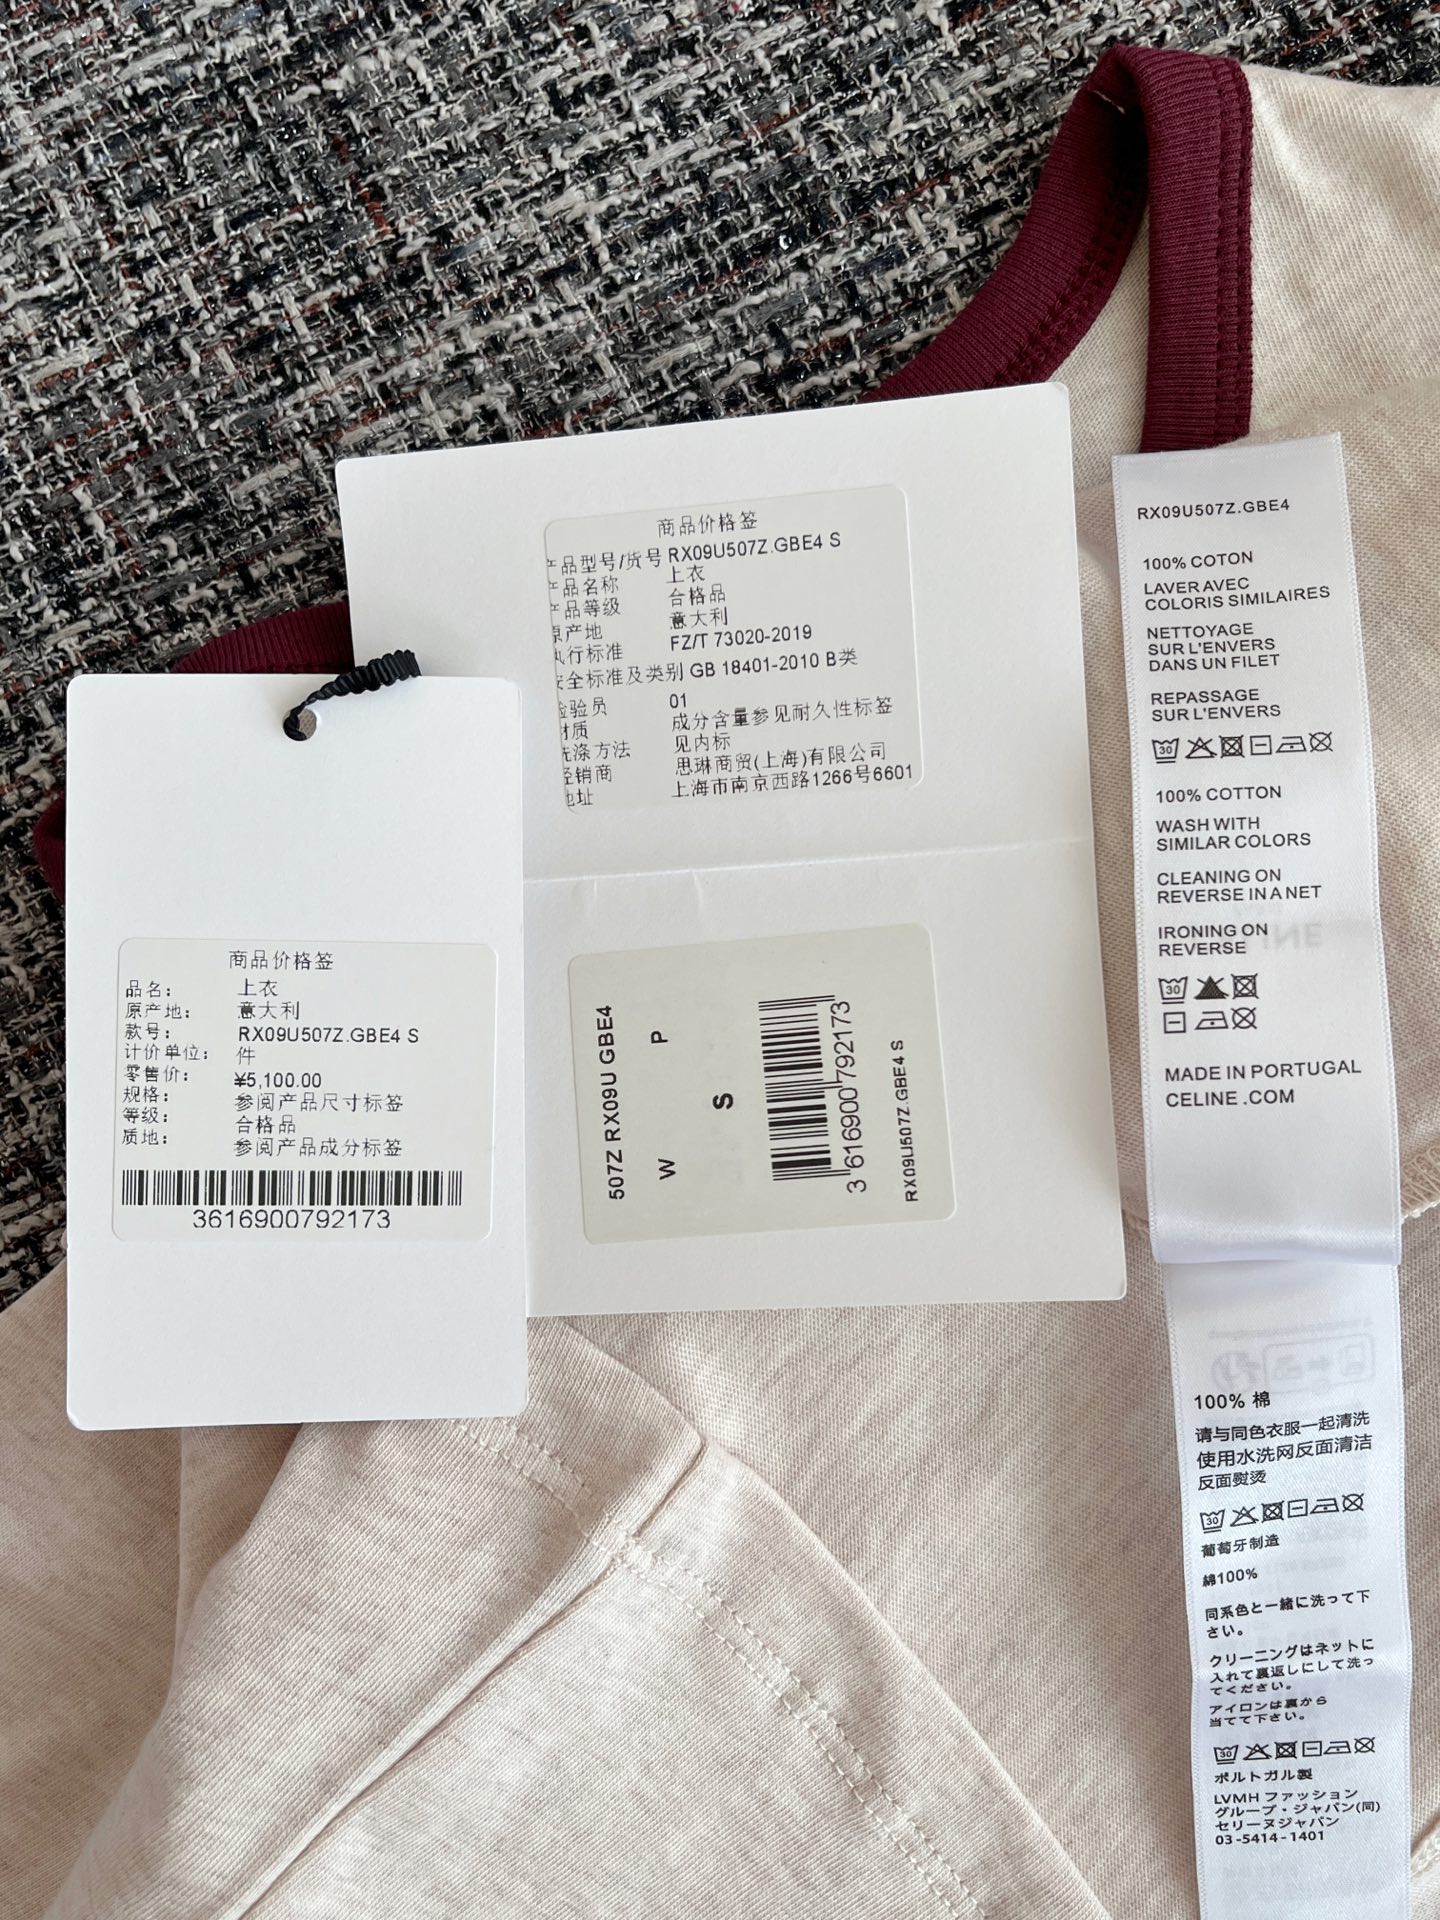 商品价格签
产品型号/货号 RX09U507Z.GBE4 S
产品名称 上衣
产品等级 合格品
原产地 意大利
执行标准 FZ/T 73020-2019
安全标准及类别 GB 18401-2010 B类
检验员 01
材质 成分含量参见耐久性标签
洗涤方法 见内标
经销商 思琳商贸(上海)有限公司
地址 上海市南京西路1266号6601
商品价格签
品名: 上衣
原产地: 意大利
款号: RX09U507Z.GBE4 S
计价单位: 件
零售价: ¥5,100.00
规格: 参阅产品尺寸标签
等级: 合格品
质地: 参阅产品成分标签
3616900792173
507Z RX09U GBE4
W P
S
3 616900 792173
RX09U507Z.GBE4 S
RX09U507Z.GBE4
100% COTON
LAVER AVEC
COLORIS SIMILAIRES
NETTOYAGE
SUR L'ENVERS
DANS UN FILET
REPASSAGE
SUR L'ENVERS
30
100% COTTON
WASH WITH
SIMILAR COLORS
CLEANING ON
REVERSE IN A NET
IRONING ON
REVERSE
30
MADE IN PORTUGAL
CELINE .COM
100% 棉
请与同色衣服一起清洗
使用水洗网反面清洁
反面熨烫
30
葡萄牙制造
綿100%
同系色と一緒に洗って下
さい。
クリーニングはネットに
入れて裏返しにして洗っ
てください。
アイロンは裏から
当てて下さい。
30
ポルトガル製
LVMH ファッション
グループ・ジャパン(同)
セリーヌジャパン
03-5414-1401